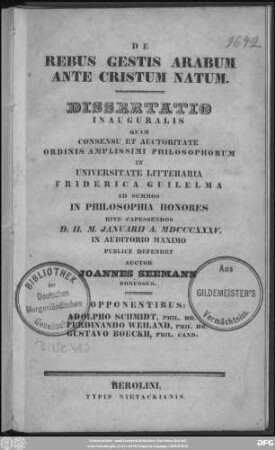 9692
DE
REBUS GESTIS ARABUM
ANTE CRISTUM NATUM.
DISSERTATIO
INAUGURALIS
QUAM
CONSENSU ET AUCTORITATE
ORDINIS AMPLISSIMI PHILOSOPHORUM
IN
UNIVERSITATE LITTERARIA
FRIDERICA GUILELMA
AD SUMMOS
IN PHILOSOPHIA HONORES
RITE CAPESSENDOS
D. II. M. JANUARII A. MDCCCXXXV.
IN AUDITORIO MAXIMO
PUBLICE DEFENDET
AUCTOR
JOANNES SEEMANN
BORUSSUS.
BIBLIOTHEK
der
Deutschen
Morgenländischen
Gesellschaft
Aus
GILDEMEISTER'S
Vermächtnis.
OPPONENTIBUS:
ADOLPHO SCHMIDT, PHIL. DR.
FERDINANDO WEILAND, PHIL. DR.
GUSTAVO BOECKH, PHIL. CAND.
BEROLINI,
TYPIS NIETACKIANIS.
DFG